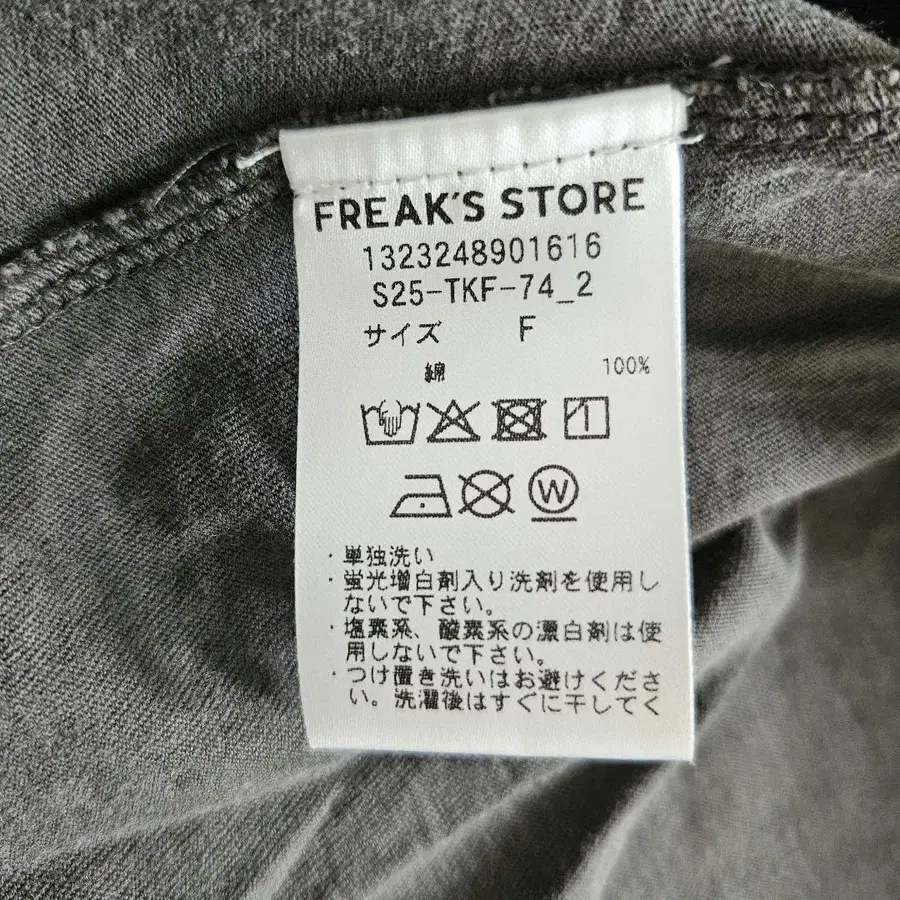 FREAK'S STORE
1323248901616
S25-TKF-74_2
サイズ F
綿 100%
W
・単独洗い
・蛍光増白剤入り洗剤を使用し
ないで下さい。
・塩素系、酸素系の漂白剤は使
用しないで下さい。
・つけ置き洗いはお避けくださ
い。洗濯後はすぐに干してく